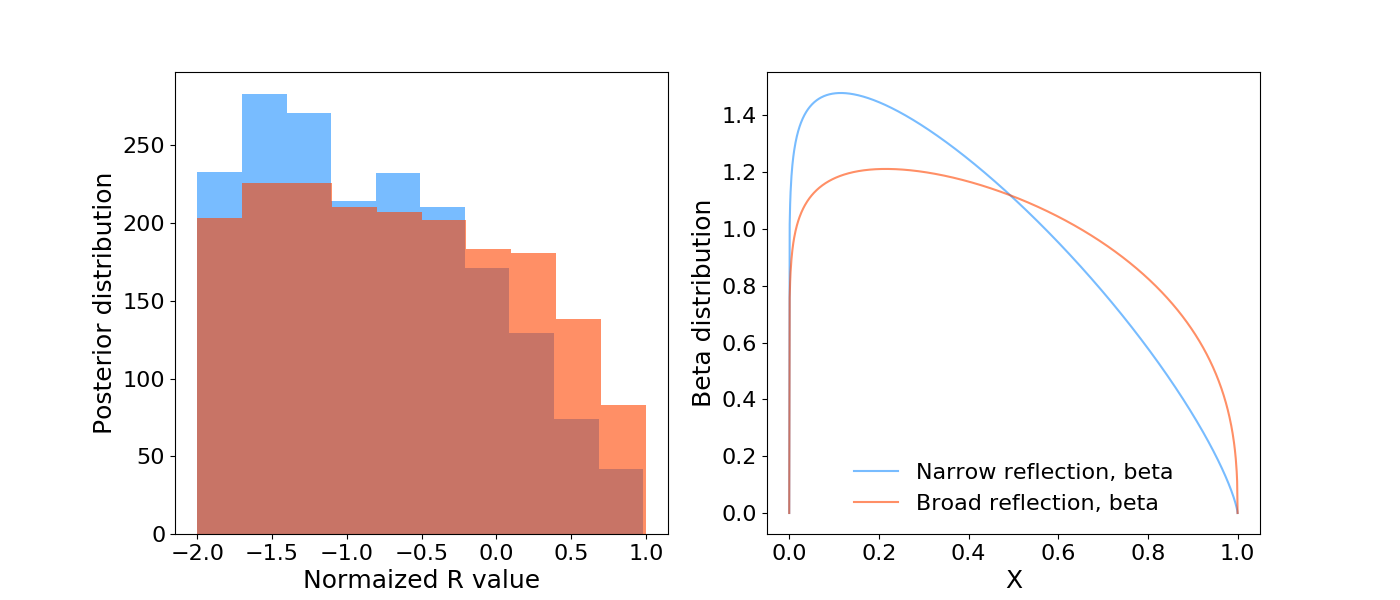 Posterior distribution
250
200
150
100
50
0
−2.0 −1.5 −1.0 −0.5 0.0 0.5 1.0
Normaized R value
Beta distribution
1.4
1.2
1.0
0.8
0.6
0.4
0.2
0.0
Narrow reflection, beta
Broad reflection, beta
0.0 0.2 0.4 0.6 0.8 1.0
X